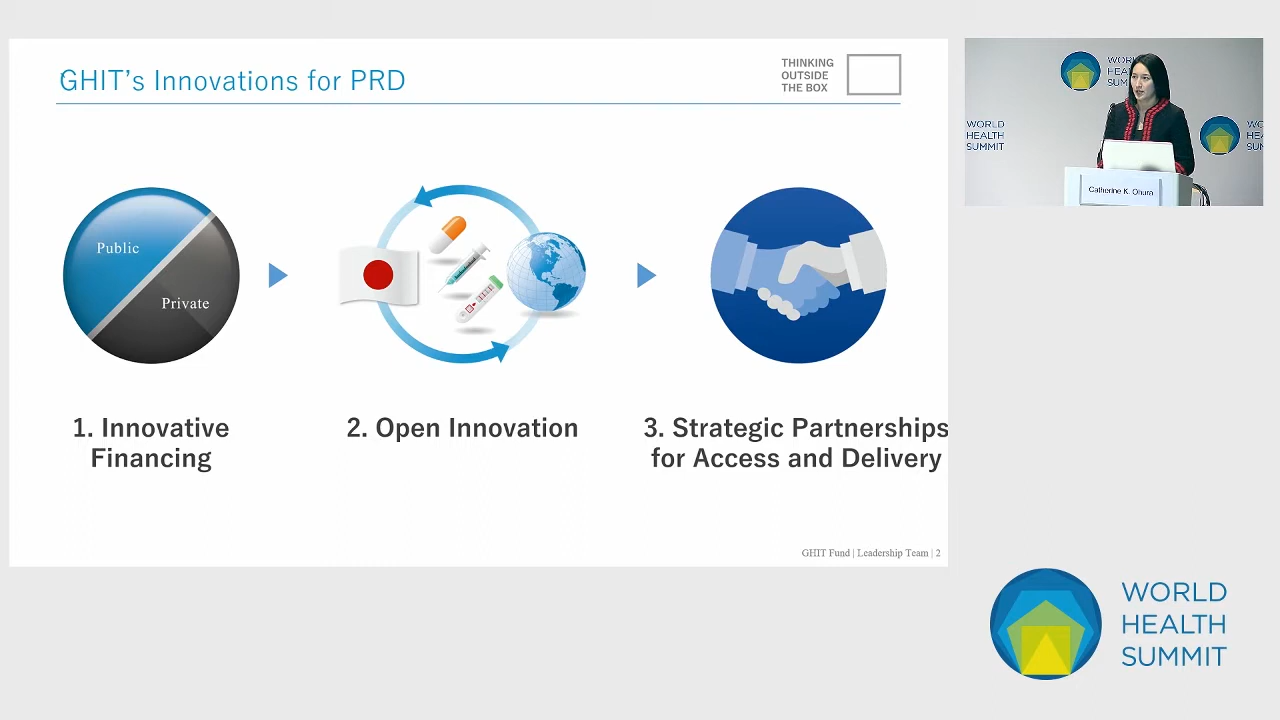 GHIT's Innovations for PRD
THINKING
OUTSIDE
THE BOX
Public
Private
1. Innovative
Financing
2. Open Innovation
3. Strategic Partnerships
for Access and Delivery
GHIT Fund | Leadership Team | 2
WORLD
HEALTH
SUMMIT
Catherine K. Ohura
WORLD
HEALTH
SUMMIT